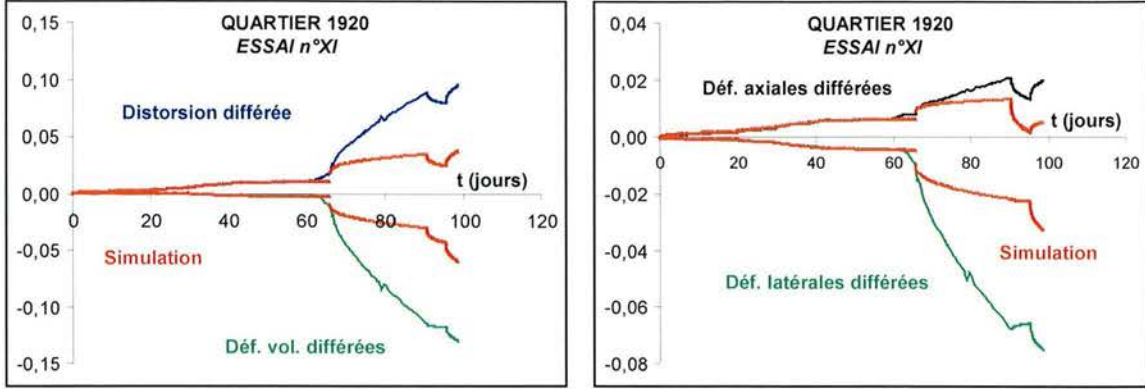 QUARTIER 1920
ESSAI n°XI
0,15
0,10
0,05
0,00
-0,05
-0,10
-0,15
Distorsion différée
t (jours)
0 20 40 60 80 100 120
Simulation
Déf. vol. différées
QUARTIER 1920
ESSAI n°XI
0,04
0,02
0,00
-0,02
-0,04
-0,06
-0,08
Déf. axiales différées
t (jours)
0 20 40 60 80 100 120
Simulation
Déf. latérales différées